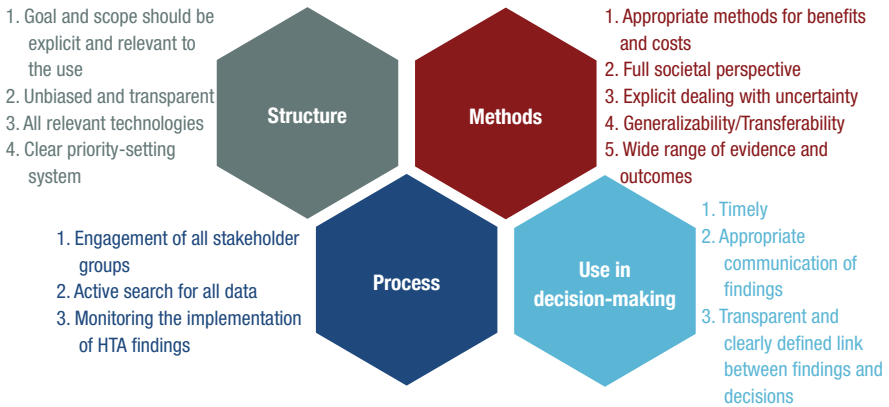 1. Goal and scope should be
explicit and relevant to
the use
2. Unbiased and transparent
3. All relevant technologies
4. Clear priority-setting
system
Structure
Methods
1. Appropriate methods for benefits
and costs
2. Full societal perspective
3. Explicit dealing with uncertainty
4. Generalizability/Transferability
5. Wide range of evidence and
outcomes
1. Engagement of all stakeholder
groups
2. Active search for all data
3. Monitoring the implementation
of HTA findings
Process
Use in
decision-making
1. Timely
2. Appropriate
communication of
findings
3. Transparent and
clearly defined link
between findings and
decisions